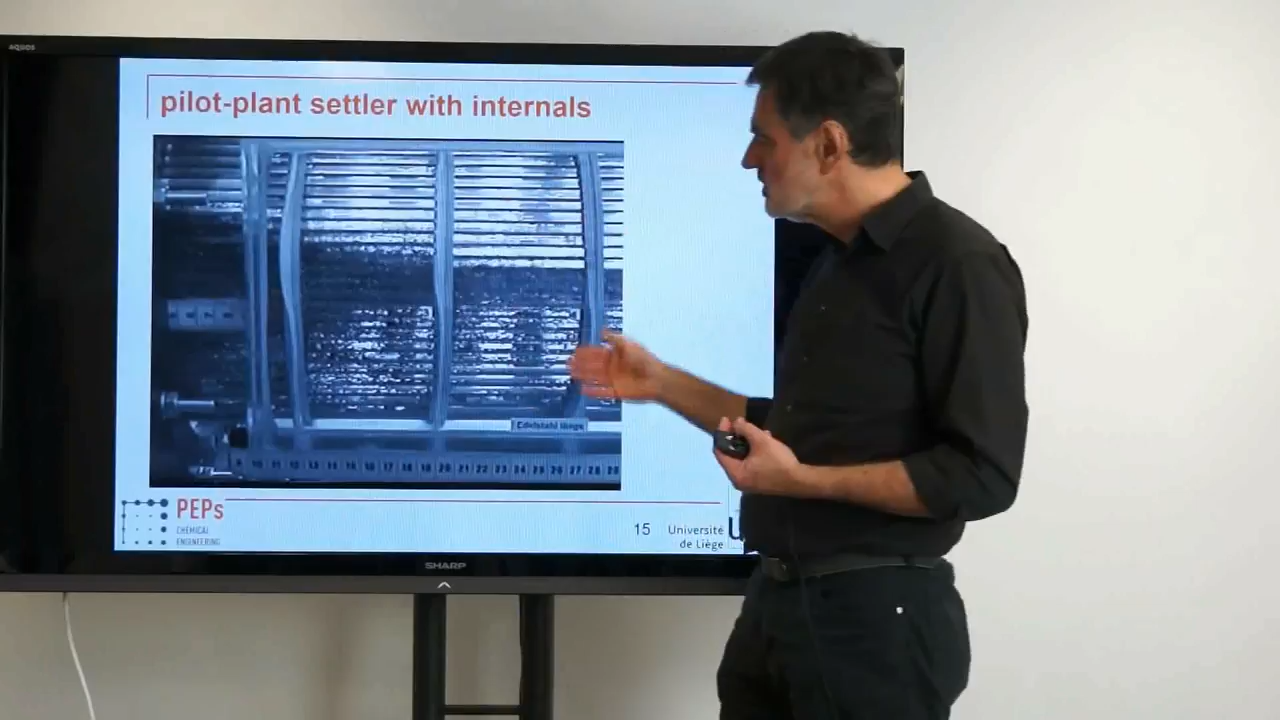 AQUOS
pilot-plant settler with internals
Edelstahl
10 11 12 13 14 15 16 17 18 19 20 21 22 23 24 25 26 27 28 29
PEPs
CHEMICAL
ENGINEERING
15
Université
de Liège
SHARP